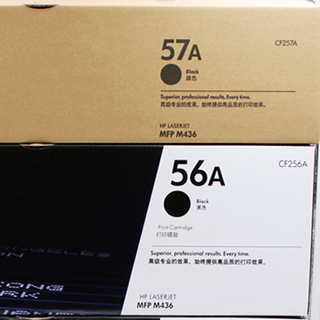 57A
CF257A
Black
黑色
Superior, professional results. Every time.
高级专业的效果。始终提供高品质的打印效果。
HP LASERJET
MFP M436
56A
CF256A
Black
黑色
Print Cartridge
打印硒鼓
Superior, professional results. Every time.
高级专业的效果。始终提供高品质的打印效果。
HP LASERJET
MFP M436